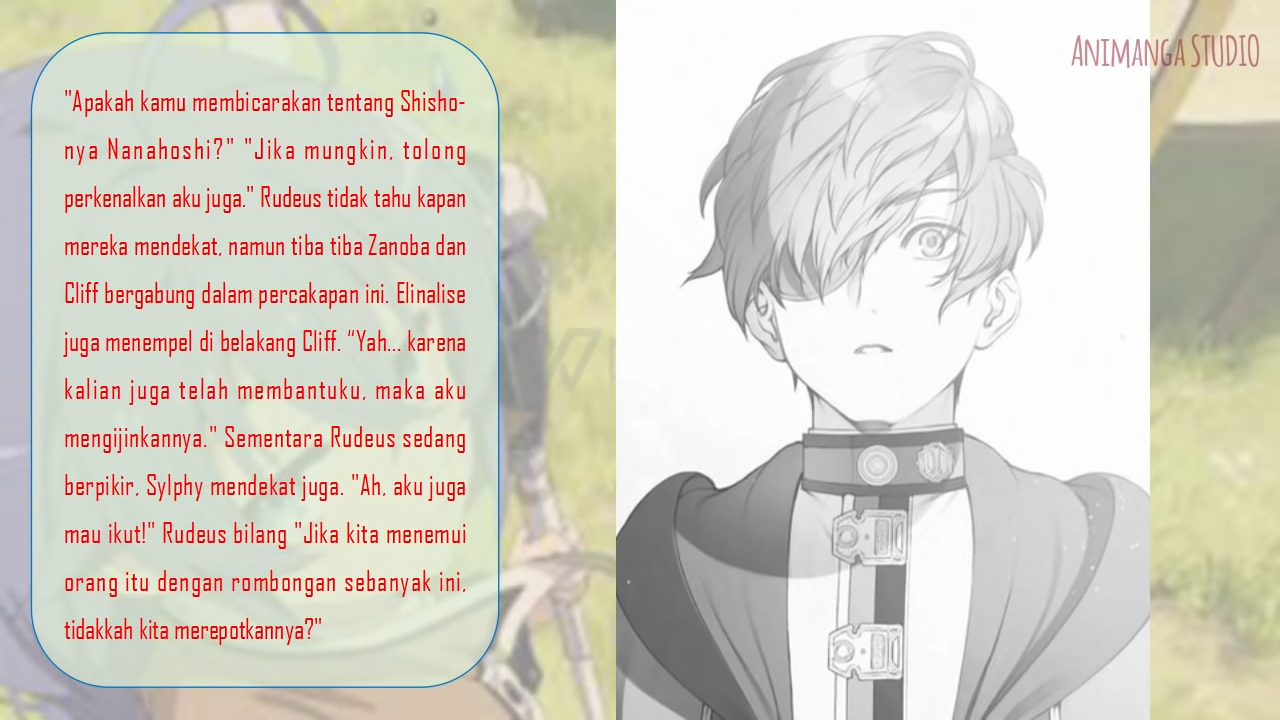 ANIMANGA STUDIO
"Apakah kamu membicarakan tentang Shisho-
nya Nanahoshi?" "Jika mungkin, tolong
perkenalkan aku juga." Rudeus tidak tahu kapan
mereka mendekat, namun tiba tiba Zanoba dan
Cliff bergabung dalam percakapan ini. Elinalise
juga menempel di belakang Cliff. “Yah... karena
kalian juga telah membantuku, maka aku
mengijinkannya." Sementara Rudeus sedang
berpikir, Sylphy mendekat juga. "Ah, aku juga
mau ikut!" Rudeus bilang "Jika kita menemui
orang itu dengan rombongan sebanyak ini,
tidakkah kita merepotkannya?"